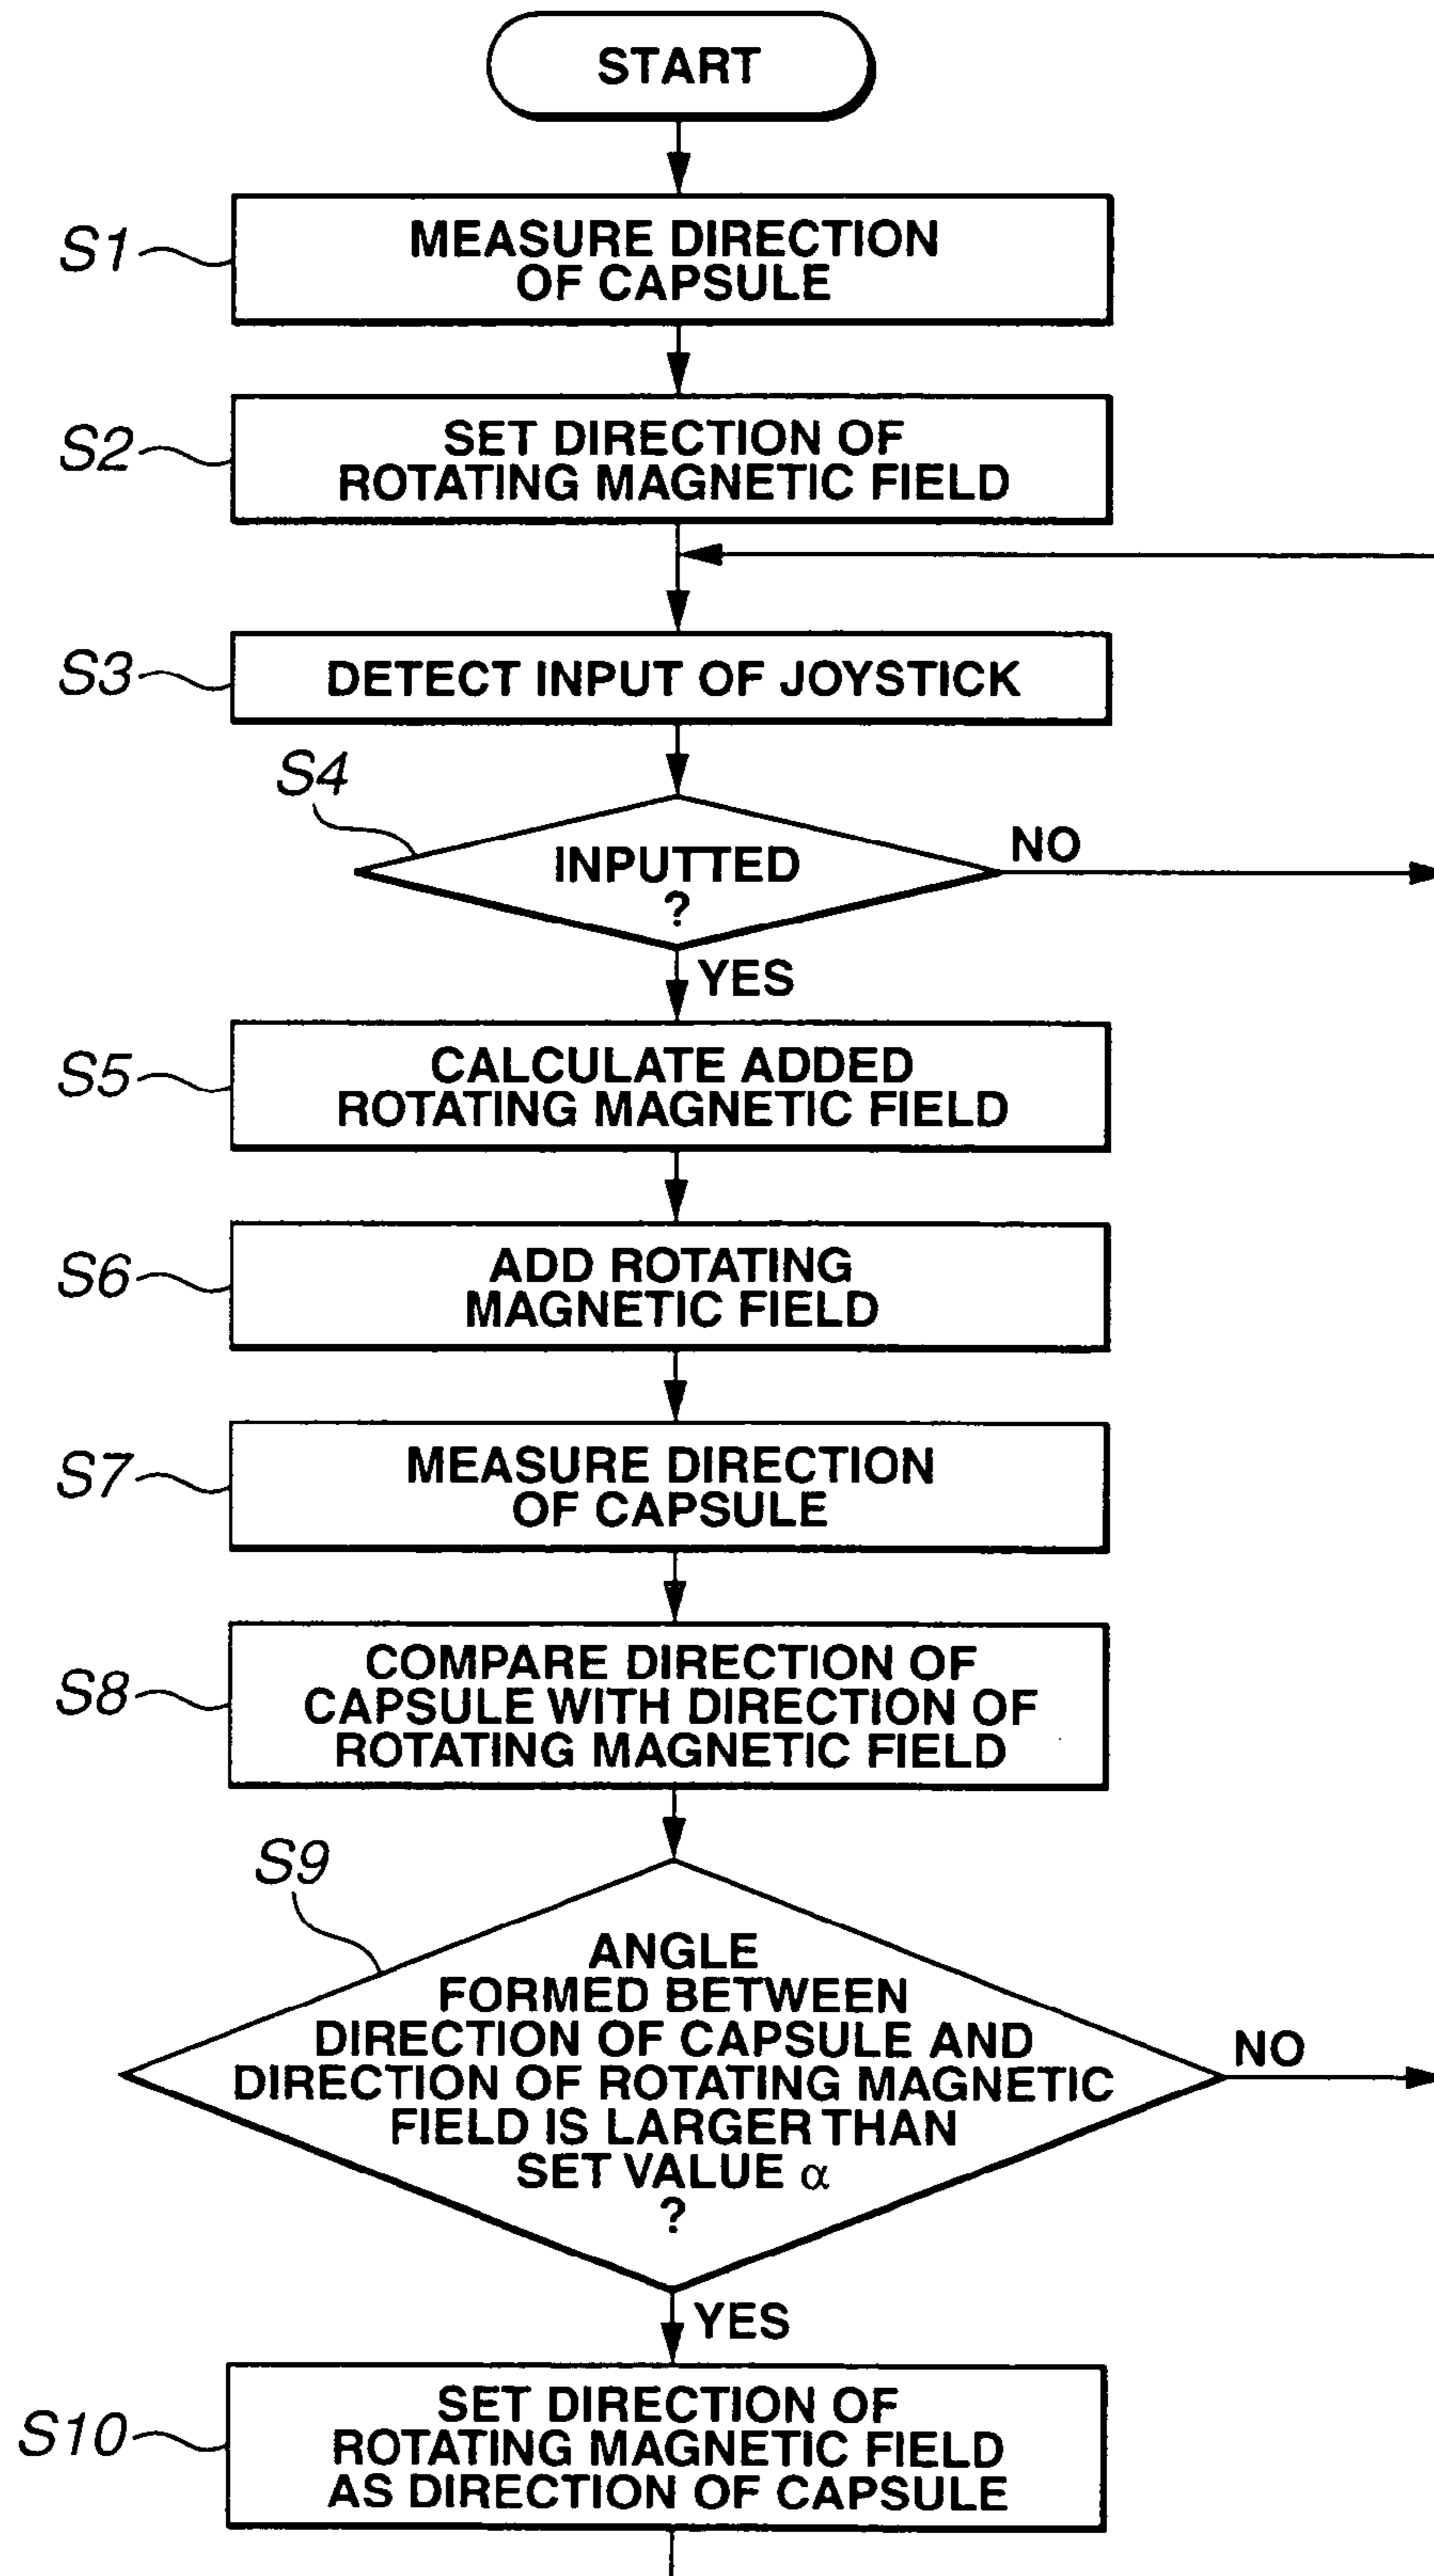 START
S1
MEASURE DIRECTION
OF CAPSULE
S2
SET DIRECTION OF
ROTATING MAGNETIC FIELD
S3
DETECT INPUT OF JOYSTICK
S4
INPUTTED
?
NO
YES
S5
CALCULATE ADDED
ROTATING MAGNETIC FIELD
S6
ADD ROTATING
MAGNETIC FIELD
S7
MEASURE DIRECTION
OF CAPSULE
S8
COMPARE DIRECTION OF
CAPSULE WITH DIRECTION OF
ROTATING MAGNETIC FIELD
S9
ANGLE
FORMED BETWEEN
DIRECTION OF CAPSULE AND
DIRECTION OF ROTATING MAGNETIC
FIELD IS LARGER THAN
SET VALUE α
?
NO
YES
S10
SET DIRECTION OF
ROTATING MAGNETIC FIELD
AS DIRECTION OF CAPSULE